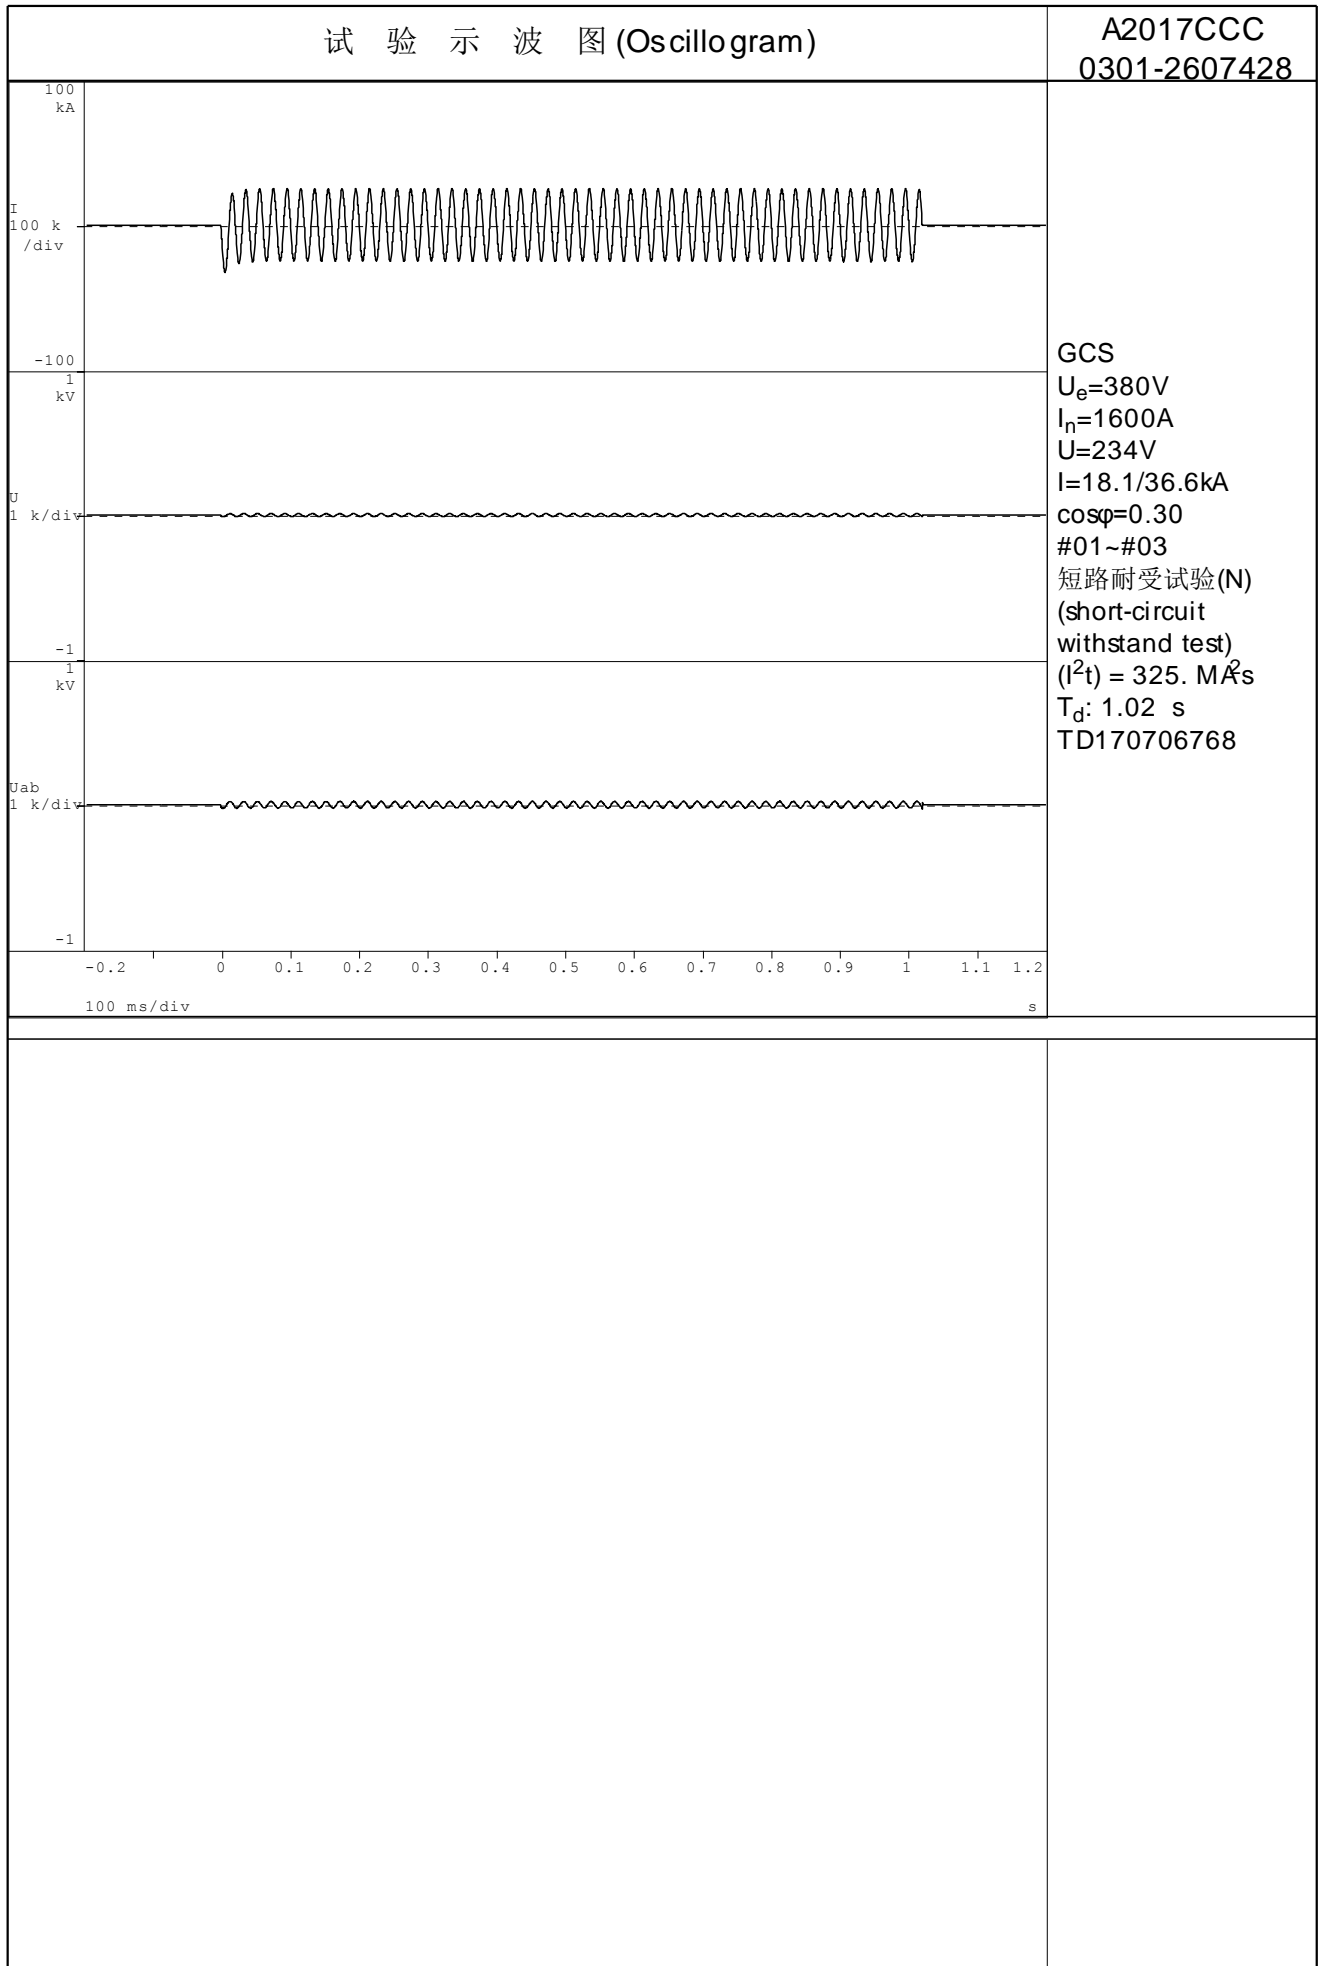 试 验 示 波 图(Oscillogram)
A2017CCC
0301-2607428
100
kA
I
100 k
/div
-100
1
kV
U
1 k/div
-1
1
kV
Uab
1 k/div
-1
-0.2 0 0.1 0.2 0.3 0.4 0.5 0.6 0.7 0.8 0.9 1 1.1 1.2
100 ms/div s
GCS
Ue=380V
In=1600A
U=234V
I=18.1/36.6kA
cosφ=0.30
#01~#03
短路耐受试验(N)
(short-circuit
withstand test)
(I²t) = 325. MA²s
Td: 1.02 s
TD170706768